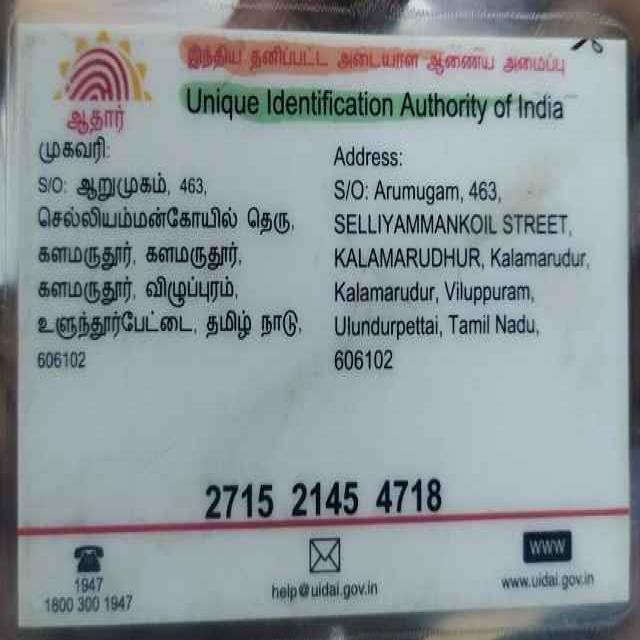 இந்திய தனிப்பட்ட அடையாள ஆணைய அமைப்பு
Unique Identification Authority of India
ஆதார்
முகவரி:
S/O: ஆறுமுகம், 463,
செல்லியம்மன்கோயில் தெரு,
களமருதூர், களமருதூர்,
களமருதூர், விழுப்புரம்,
உளுந்தூர்பேட்டை, தமிழ் நாடு,
606102
Address:
S/O: Arumugam, 463,
SELLIYAMMANKOIL STREET,
KALAMARUDHUR, Kalamarudur,
Kalamarudur, Viluppuram,
Ulundurpettai, Tamil Nadu,
606102
2715 2145 4718
1947
1800 300 1947
help@uidai.gov.in
www
www.uidai.gov.in